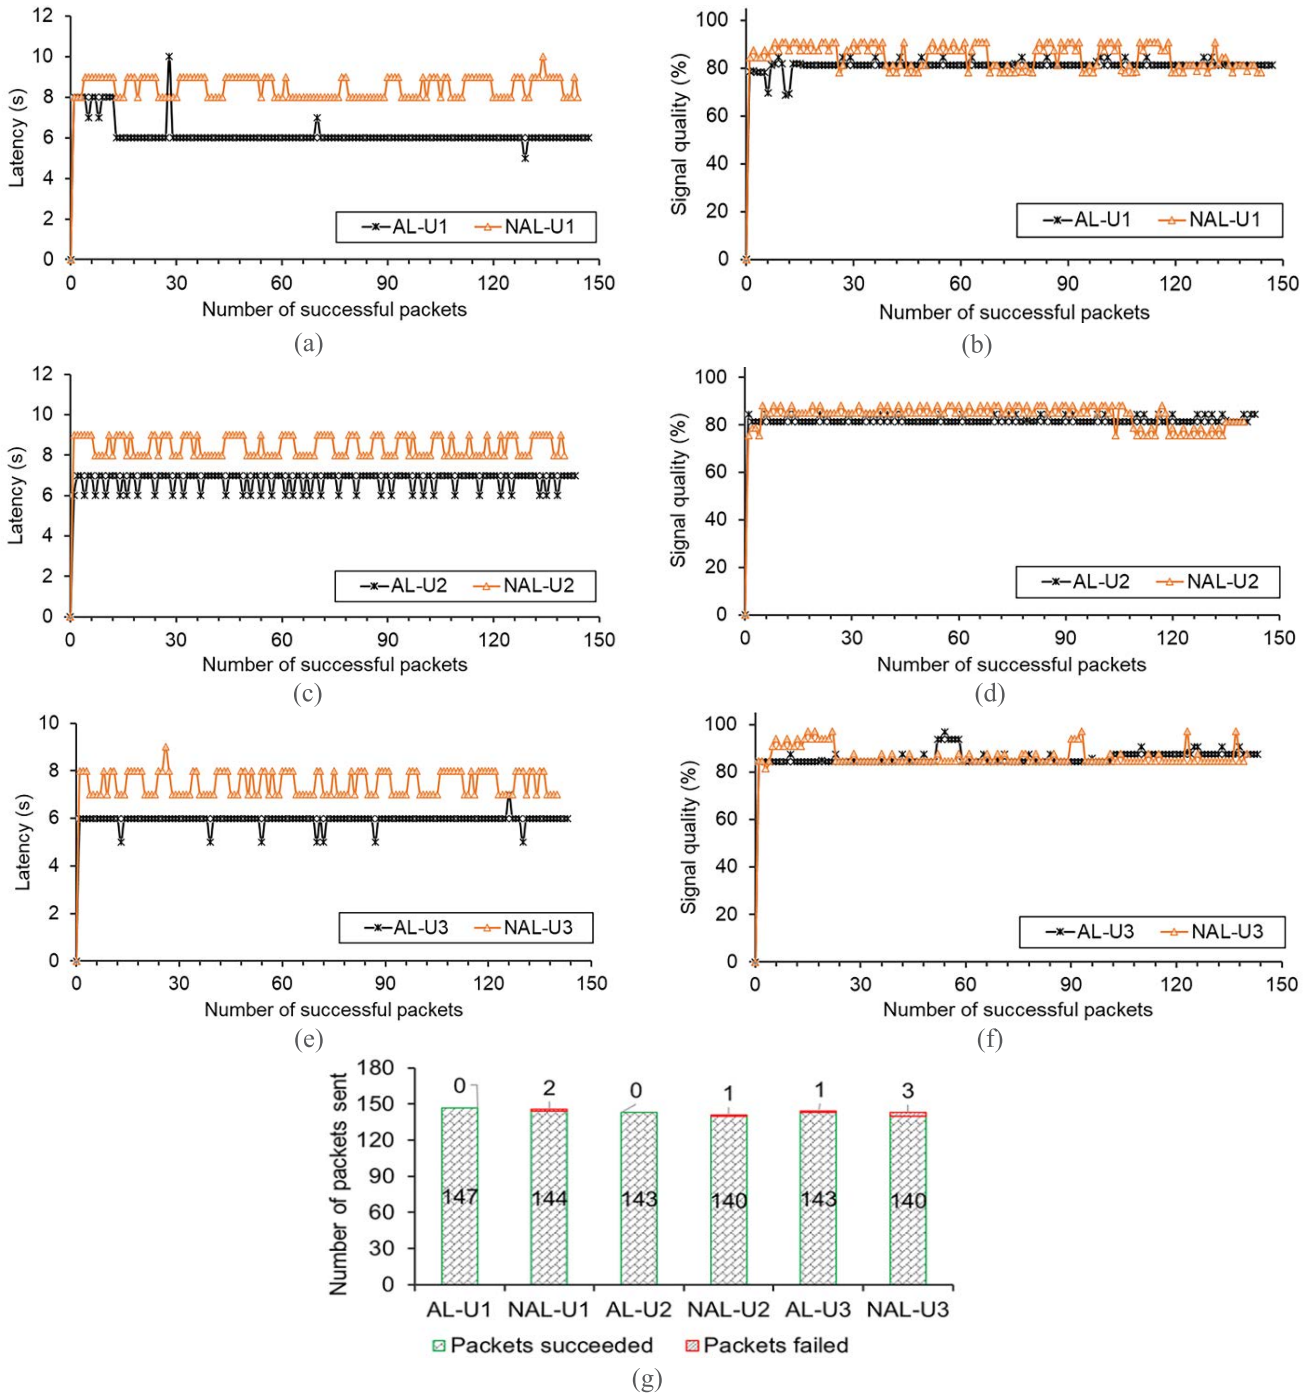 12
10
8
6
4
2
0
Latency (s)
AL-U1 NAL-U1
0 30 60 90 120 150
Number of successful packets
(a)
100
80
60
40
20
0
Signal quality (%)
AL-U1 NAL-U1
0 30 60 90 120 150
Number of successful packets
(b)
12
10
8
6
4
2
0
Latency (s)
AL-U2 NAL-U2
0 30 60 90 120 150
Number of successful packets
(c)
100
80
60
40
20
0
Signal quality (%)
AL-U2 NAL-U2
0 30 60 90 120 150
Number of successful packets
(d)
10
8
6
4
2
0
Latency (s)
AL-U3 NAL-U3
0 30 60 90 120 150
Number of successful packets
(e)
100
80
60
40
20
0
Signal quality (%)
AL-U3 NAL-U3
0 30 60 90 120 150
Number of successful packets
(f)
180
150
120
90
60
30
0
Number of packets sent
0 2 0 1 1 3
147 144 143 140 143 140
AL-U1 NAL-U1 AL-U2 NAL-U2 AL-U3 NAL-U3
Packets succeeded Packets failed
(g)